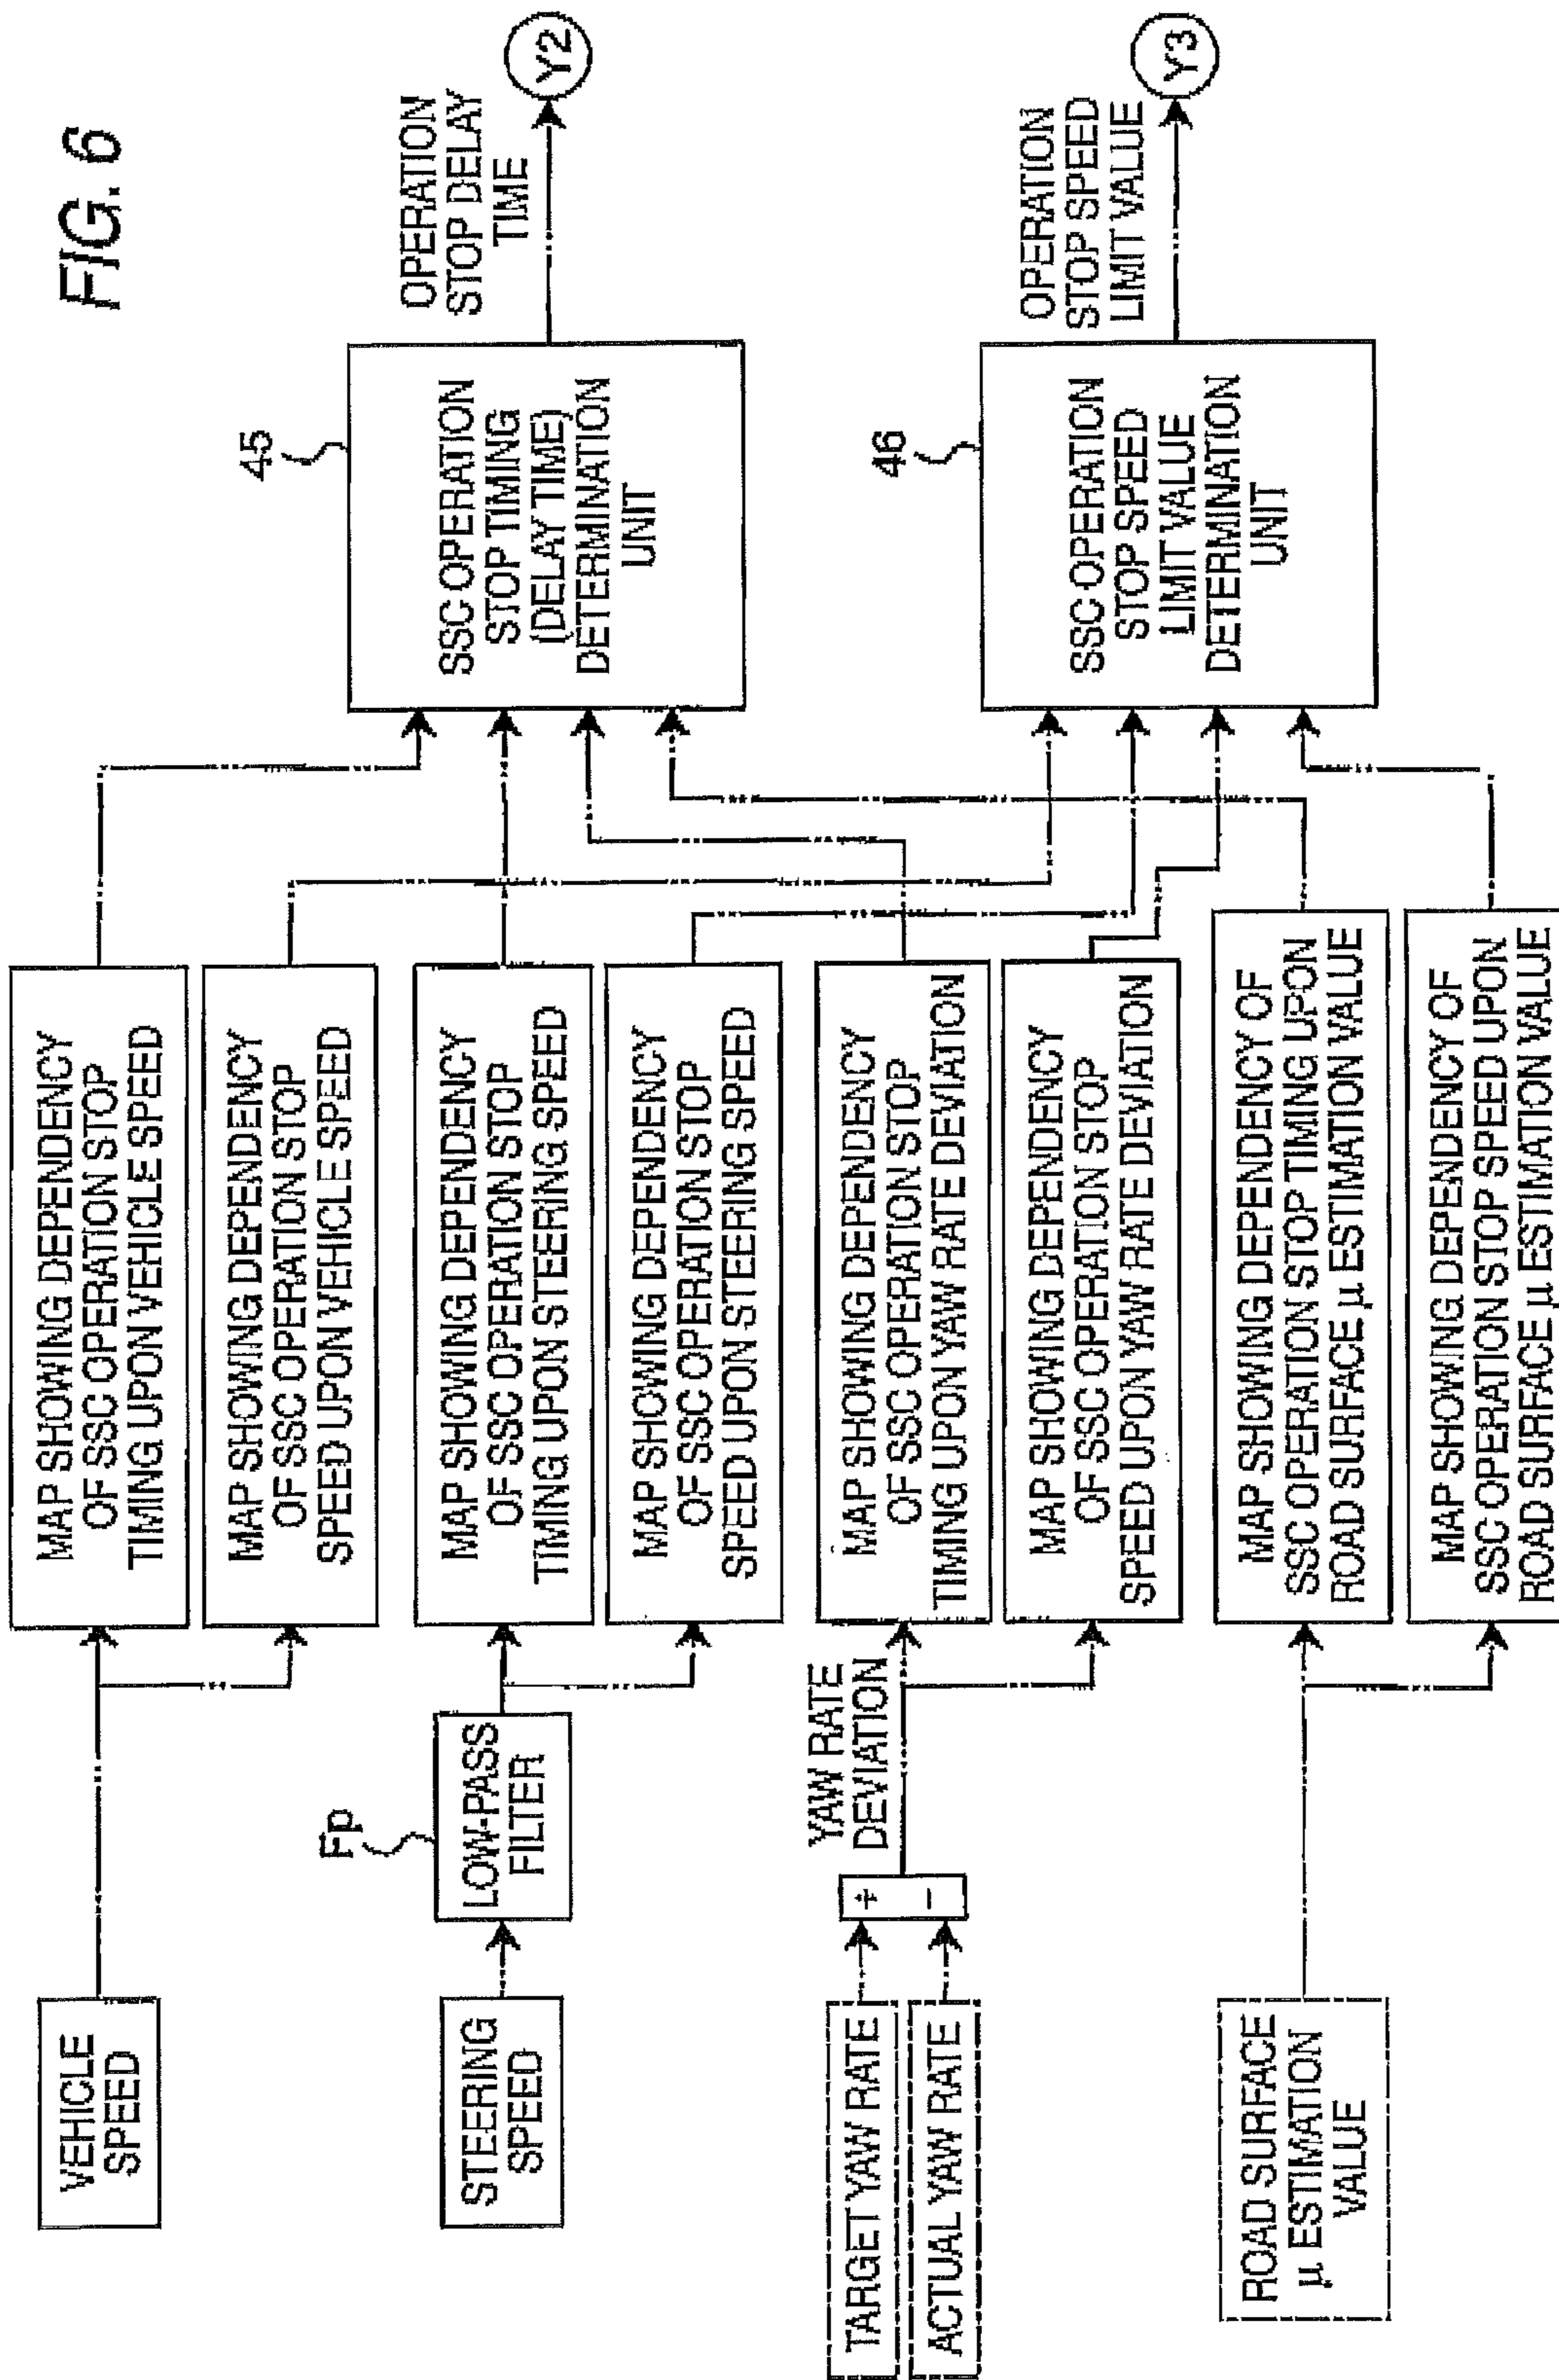 FIG. 6
VEHICLE
SPEED
STEERING
SPEED
TARGET YAW RATE
ACTUAL YAW RATE
ROAD SURFACE
μ ESTIMATION
VALUE
Fp
LOW-PASS
FILTER
+
−
YAW RATE
DEVIATION
MAP SHOWING DEPENDENCY
OF SSC OPERATION STOP
TIMING UPON VEHICLE SPEED
MAP SHOWING DEPENDENCY
OF SSC OPERATION STOP
SPEED UPON VEHICLE SPEED
MAP SHOWING DEPENDENCY
OF SSC OPERATION STOP
TIMING UPON STEERING SPEED
MAP SHOWING DEPENDENCY
OF SSC OPERATION STOP
SPEED UPON STEERING SPEED
MAP SHOWING DEPENDENCY
OF SSC OPERATION STOP
TIMING UPON YAW RATE DEVIATION
MAP SHOWING DEPENDENCY
OF SSC OPERATION STOP
SPEED UPON YAW RATE DEVIATION
MAP SHOWING DEPENDENCY OF
SSC OPERATION STOP TIMING UPON
ROAD SURFACE μ ESTIMATION VALUE
MAP SHOWING DEPENDENCY OF
SSC OPERATION STOP SPEED UPON
ROAD SURFACE μ ESTIMATION VALUE
45
SSC OPERATION
STOP TIMING
(DELAY TIME)
DETERMINATION
UNIT
46
SSC OPERATION
STOP SPEED
LIMIT VALUE
DETERMINATION
UNIT
OPERATION
STOP DELAY
TIME
Y2
OPERATION
STOP SPEED
LIMIT VALUE
Y3